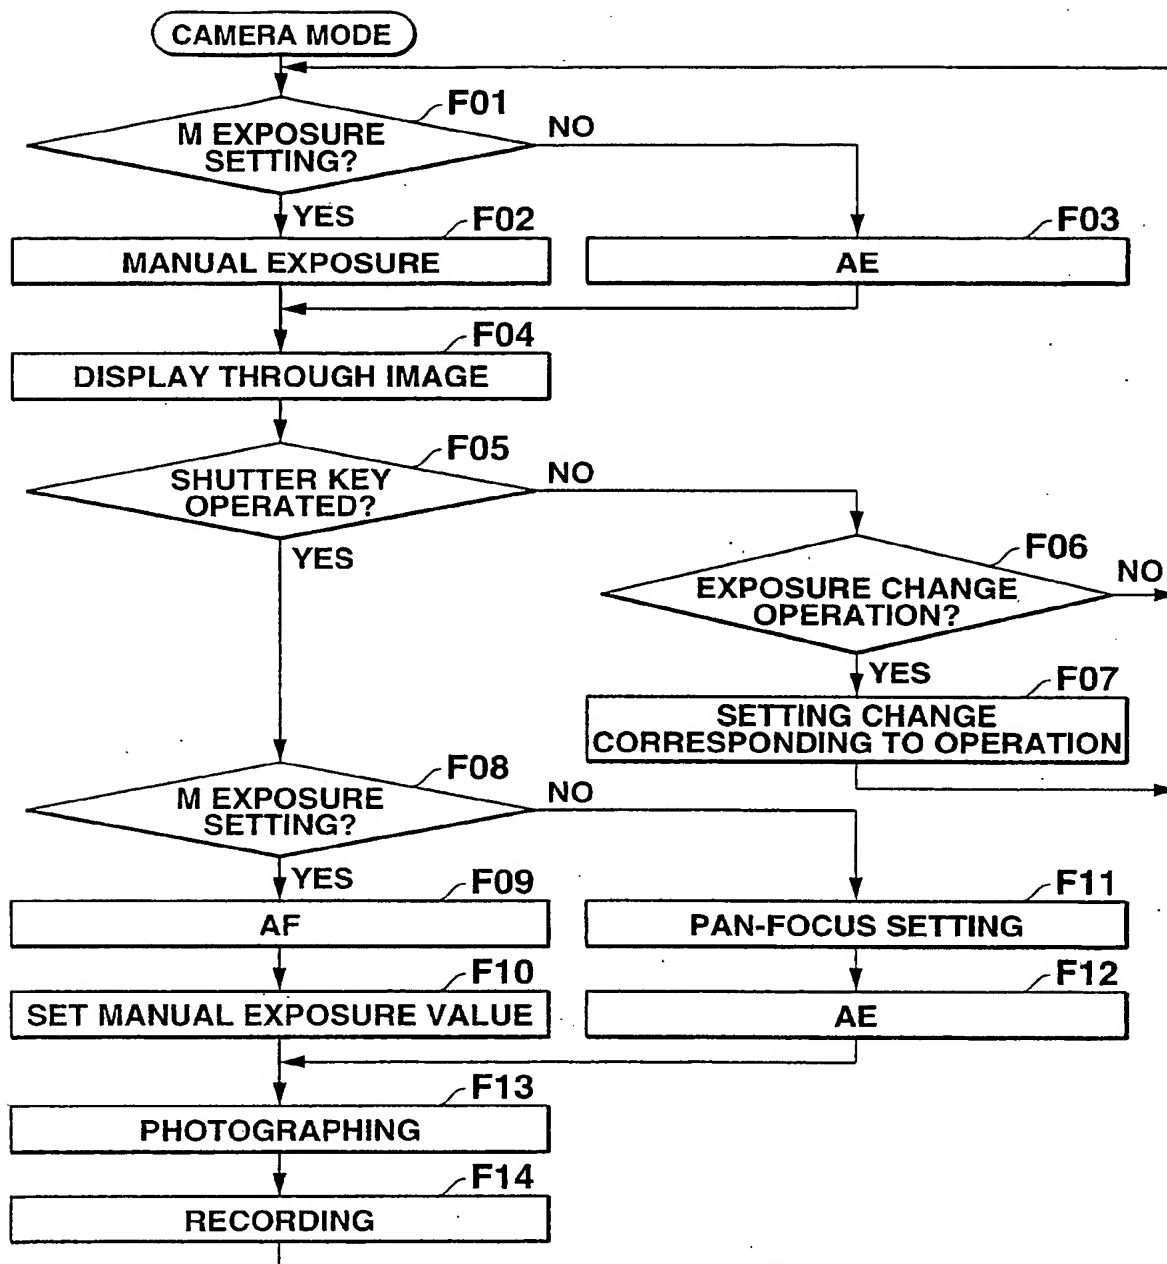 CAMERA MODE
F01
M EXPOSURE
SETTING?
NO
YES
F02
MANUAL EXPOSURE
F03
AE
F04
DISPLAY THROUGH IMAGE
F05
SHUTTER KEY
OPERATED?
NO
YES
F06
EXPOSURE CHANGE
OPERATION?
NO
YES
F07
SETTING CHANGE
CORRESPONDING TO OPERATION
F08
M EXPOSURE
SETTING?
NO
YES
F09
AF
F11
PAN-FOCUS SETTING
F10
SET MANUAL EXPOSURE VALUE
F12
AE
F13
PHOTOGRAPHING
F14
RECORDING